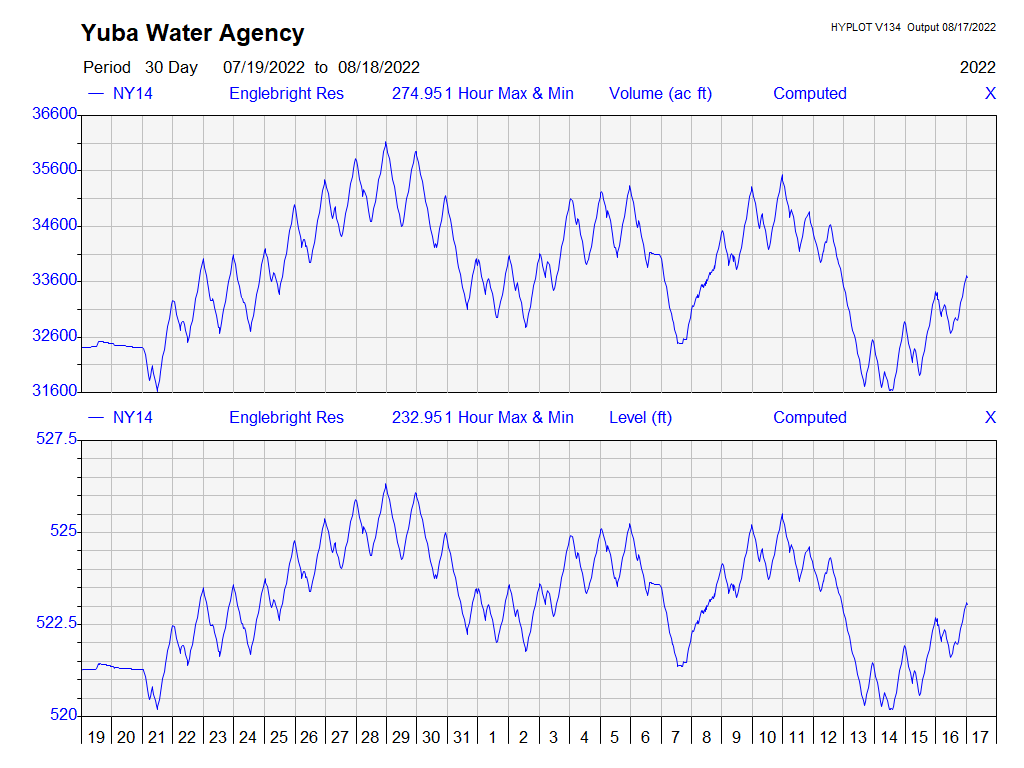 Yuba Water Agency
HYPLOT V134 Output 08/17/2022
Period 30 Day 07/19/2022 to 08/18/2022
2022
NY14 Englebright Res 274.951 Hour Max & Min Volume (ac ft) Computed X
36600
35600
34600
33600
32600
31600
NY14 Englebright Res 232.951 Hour Max & Min Level (ft) Computed X
527.5
525
522.5
520
19 20 21 22 23 24 25 26 27 28 29 30 31 1 2 3 4 5 6 7 8 9 10 11 12 13 14 15 16 17